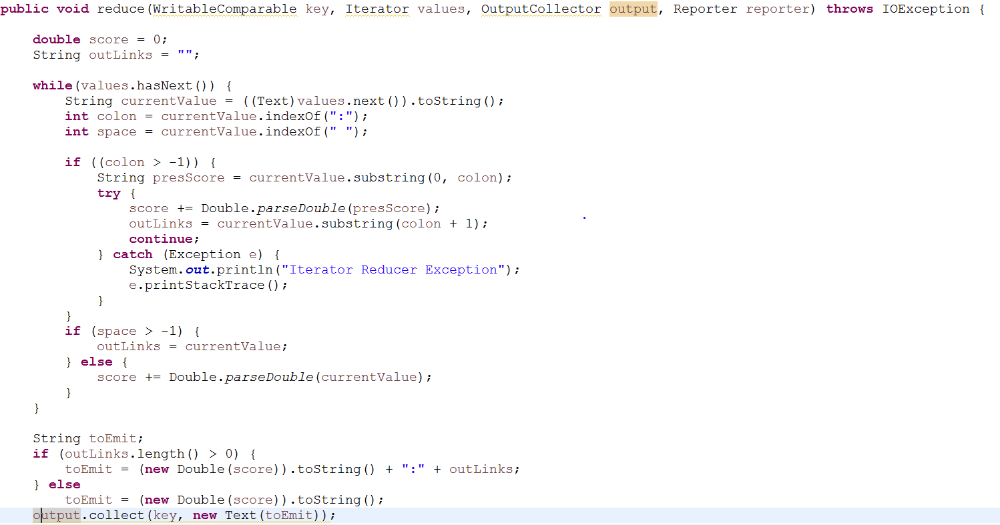 public void reduce(WritableComparable key, Iterator values, OutputCollector output, Reporter reporter) throws IOException {
    double score = 0;
    String outLinks = "";
    while(values.hasNext()) {
        String currentValue = ((Text)values.next()).toString();
        int colon = currentValue.indexOf(":");
        int space = currentValue.indexOf(" ");
        if ((colon > -1)) {
            String presScore = currentValue.substring(0, colon);
            try {
                score += Double.parseDouble(presScore);
                outLinks = currentValue.substring(colon + 1);
                continue;
            } catch (Exception e) {
                System.out.println("Iterator Reducer Exception");
                e.printStackTrace();
            }
        }
        if (space > -1) {
            outLinks = currentValue;
        } else {
            score += Double.parseDouble(currentValue);
        }
    }
    String toEmit;
    if (outLinks.length() > 0) {
        toEmit = (new Double(score)).toString() + ":" + outLinks;
    } else
        toEmit = (new Double(score)).toString();
    output.collect(key, new Text(toEmit));